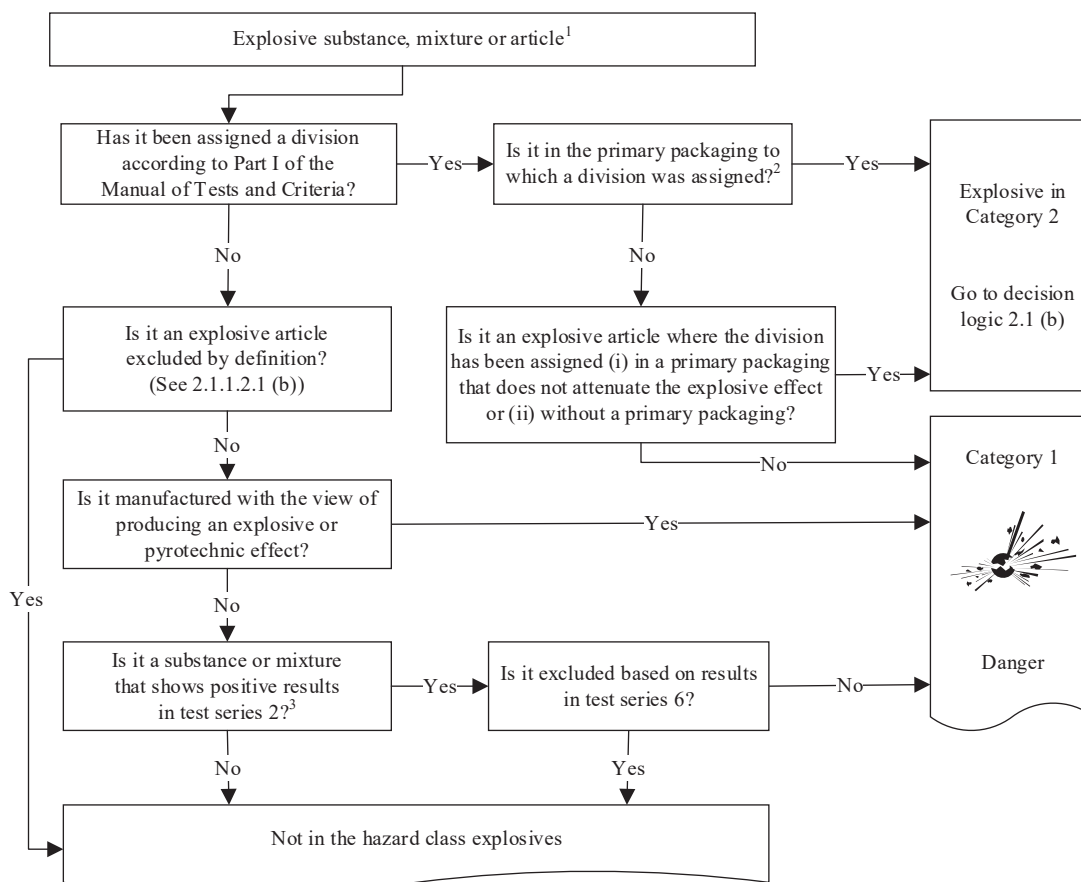 Explosive substance, mixture or article1
Has it been assigned a division
according to Part I of the
Manual of Tests and Criteria?
Yes
Is it in the primary packaging to
which a division was assigned?2
Yes
Explosive in
Category 2
Go to decision
logic 2.1 (b)
No
No
Is it an explosive article
excluded by definition?
(See 2.1.1.2.1 (b))
Is it an explosive article where the division
has been assigned (i) in a primary packaging
that does not attenuate the explosive effect
or (ii) without a primary packaging?
Yes
No
No
Category 1
Is it manufactured with the view of
producing an explosive or
pyrotechnic effect?
Yes
Yes
No
Is it a substance or mixture
that shows positive results
in test series 2?3
Yes
Is it excluded based on results
in test series 6?
No
Danger
No
Yes
Not in the hazard class explosives